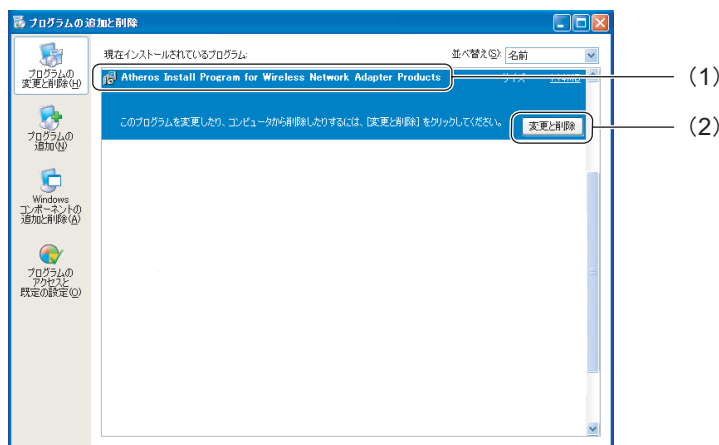 プログラムの追加と削除
プログラムの
変更と削除(H)
プログラムの
追加(N)
Windows
コンポーネントの
追加と削除(A)
プログラムの
アクセスと
既定の設定(O)
現在インストールされているプログラム:
並べ替え(S): 名前
Atheros Install Program for Wireless Network Adapter Products
サイズ
(1)
このプログラムを変更したり、コンピュータから削除したりするには、[変更と削除] をクリックしてください。
変更と削除
(2)